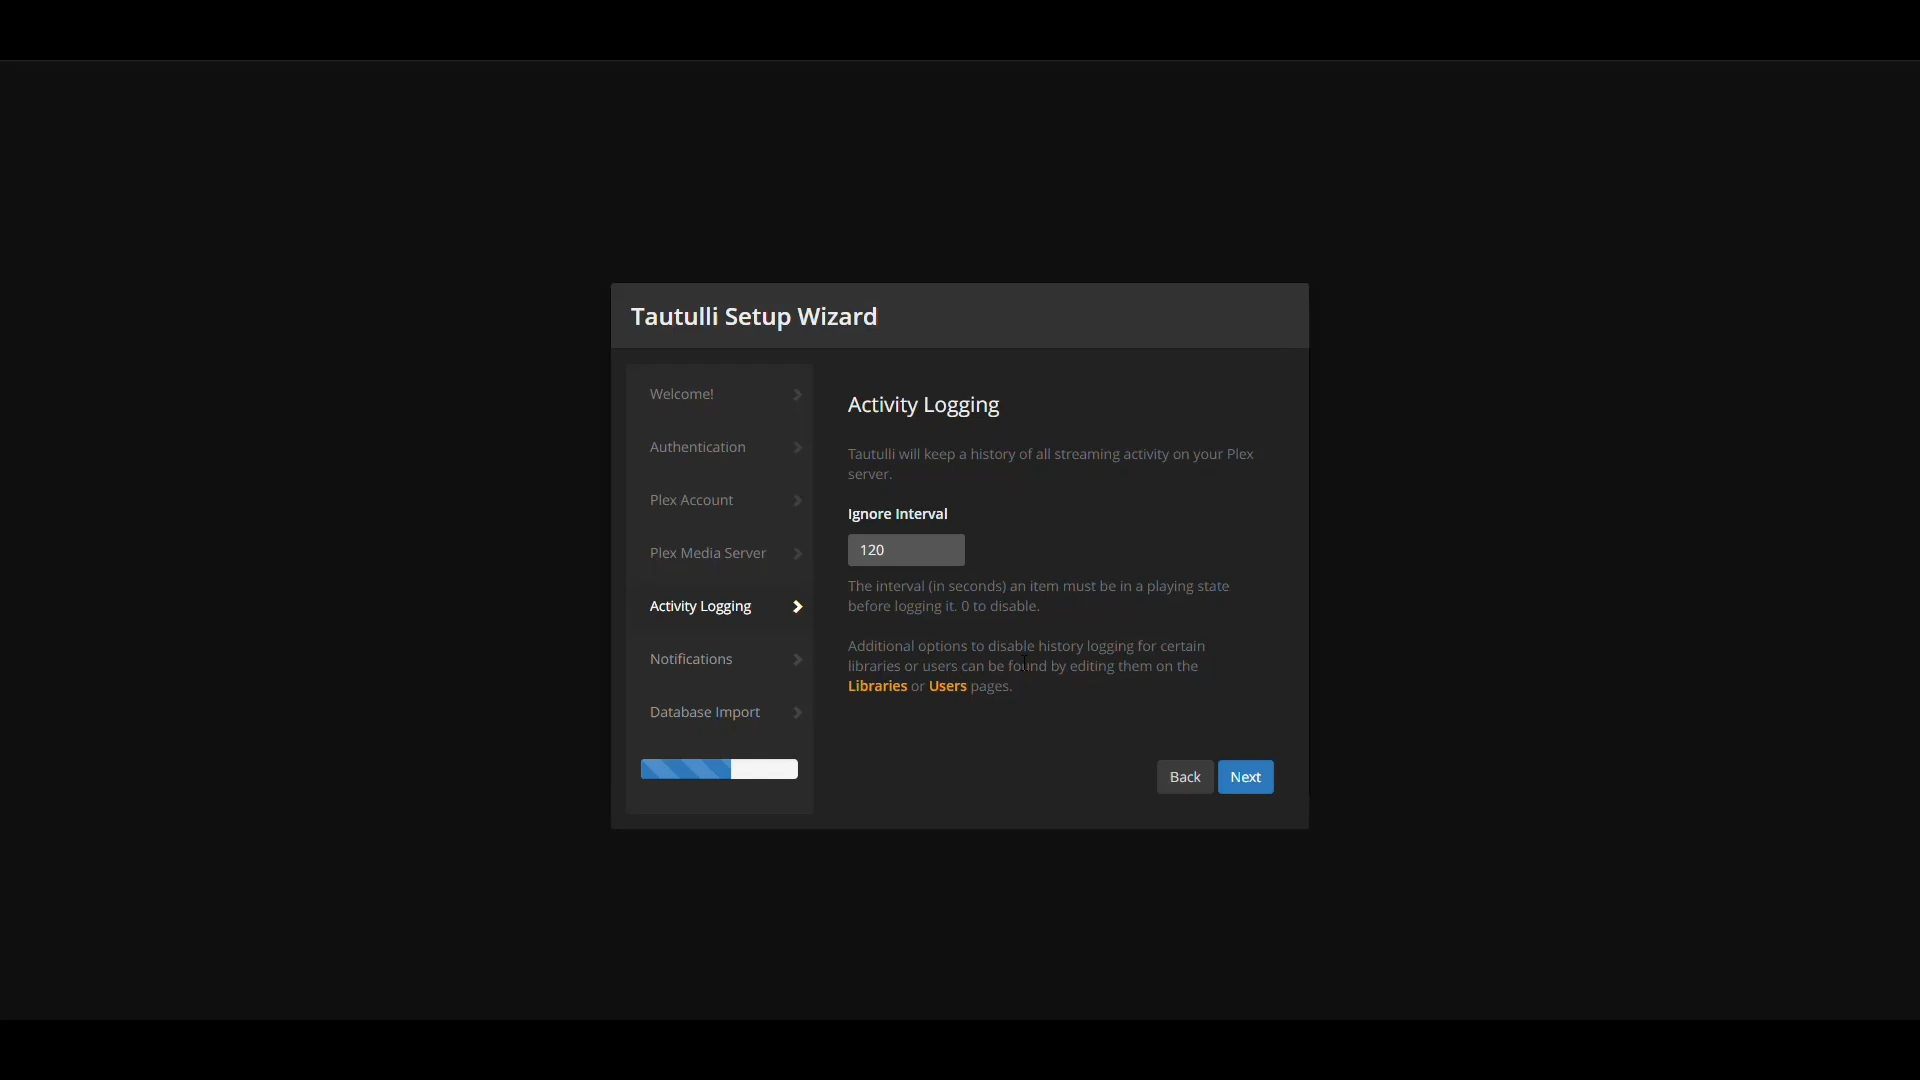 Tautulli Setup Wizard
Welcome!
Authentication
Plex Account
Plex Media Server
Activity Logging
Notifications
Database Import
Activity Logging
Tautulli will keep a history of all streaming activity on your Plex
server.
Ignore Interval
120
The interval (in seconds) an item must be in a playing state
before logging it. 0 to disable.
Additional options to disable history logging for certain
libraries or users can be found by editing them on the
Libraries or Users pages.
Back Next